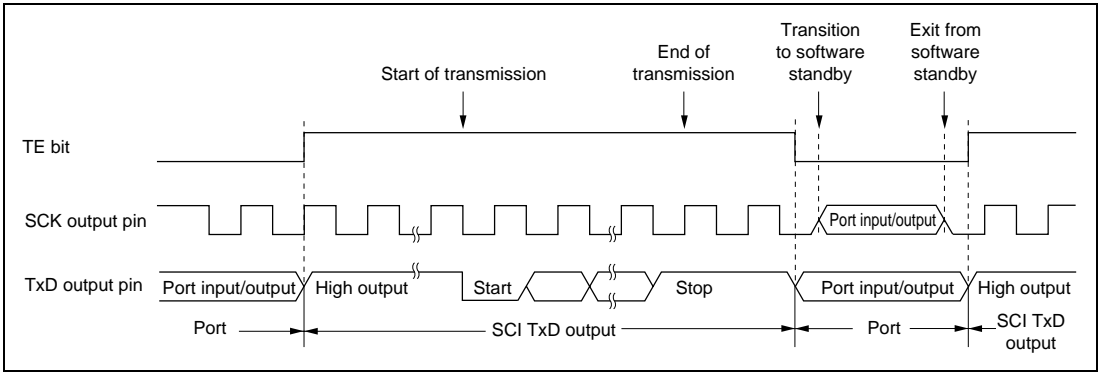 Transition
to software
standby
Exit from
software
standby
End of
transmission
Start of transmission
TE bit
SCK output pin
Port input/output
TxD output pin
Port input/output
High output
Start
Stop
Port input/output
High output
Port
SCI TxD output
Port
SCI TxD
output